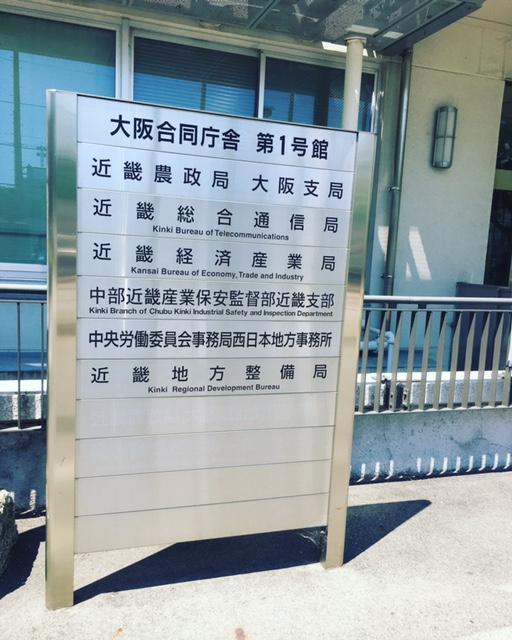 大阪合同庁舎 第1号館
近畿農政局 大阪支局
近畿総合通信局
Kinki Bureau of Telecommunications
近畿経済産業局
Kansai Bureau of Economy,Trade and Industry
中部近畿産業保安監督部近畿支部
Kinki Branch of Chubu Kinki Industrial Safety and Inspection Department
中央労働委員会事務局西日本地方事務所
近畿地方整備局
Kinki Regional Development Bureau